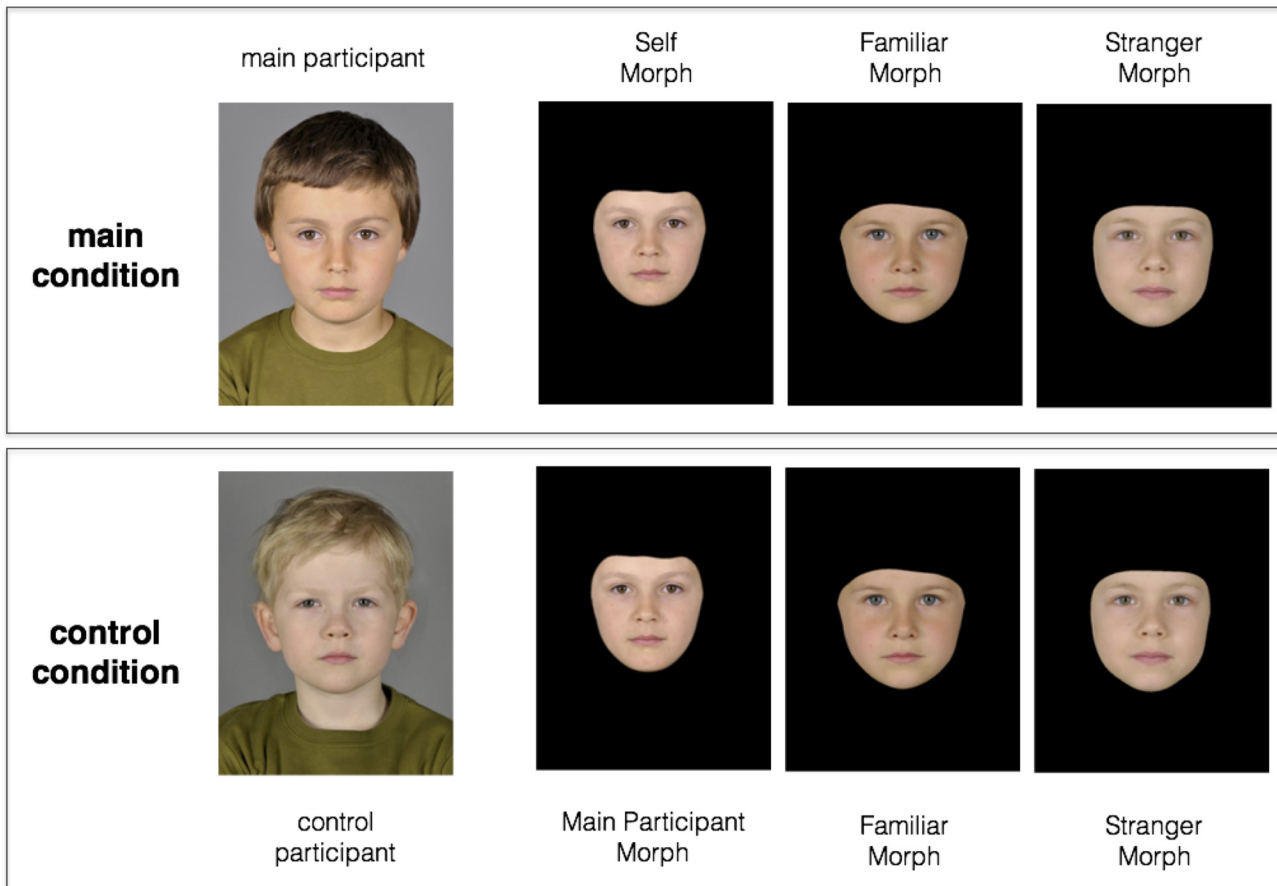 main participant
Self
Morph
Familiar
Morph
Stranger
Morph
main
condition
control
condition
control
participant
Main Participant
Morph
Familiar
Morph
Stranger
Morph